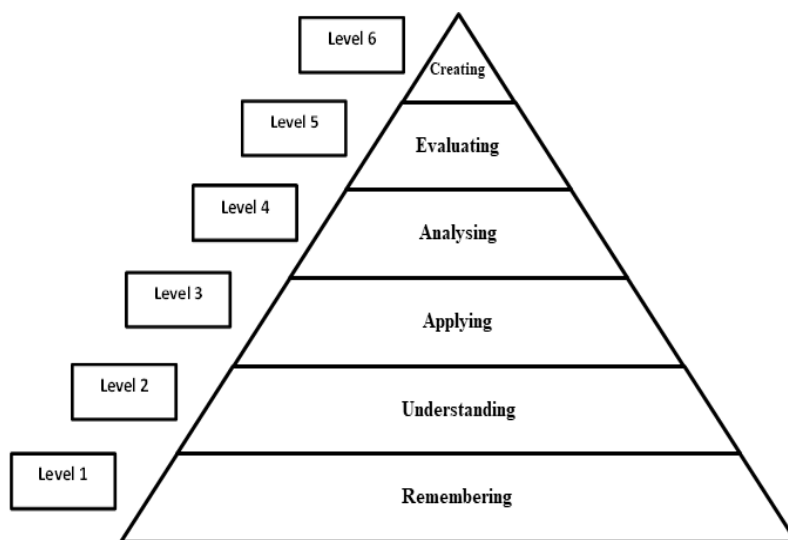 Level 6
Creating
Level 5
Evaluating
Level 4
Analysing
Level 3
Applying
Level 2
Understanding
Level 1
Remembering